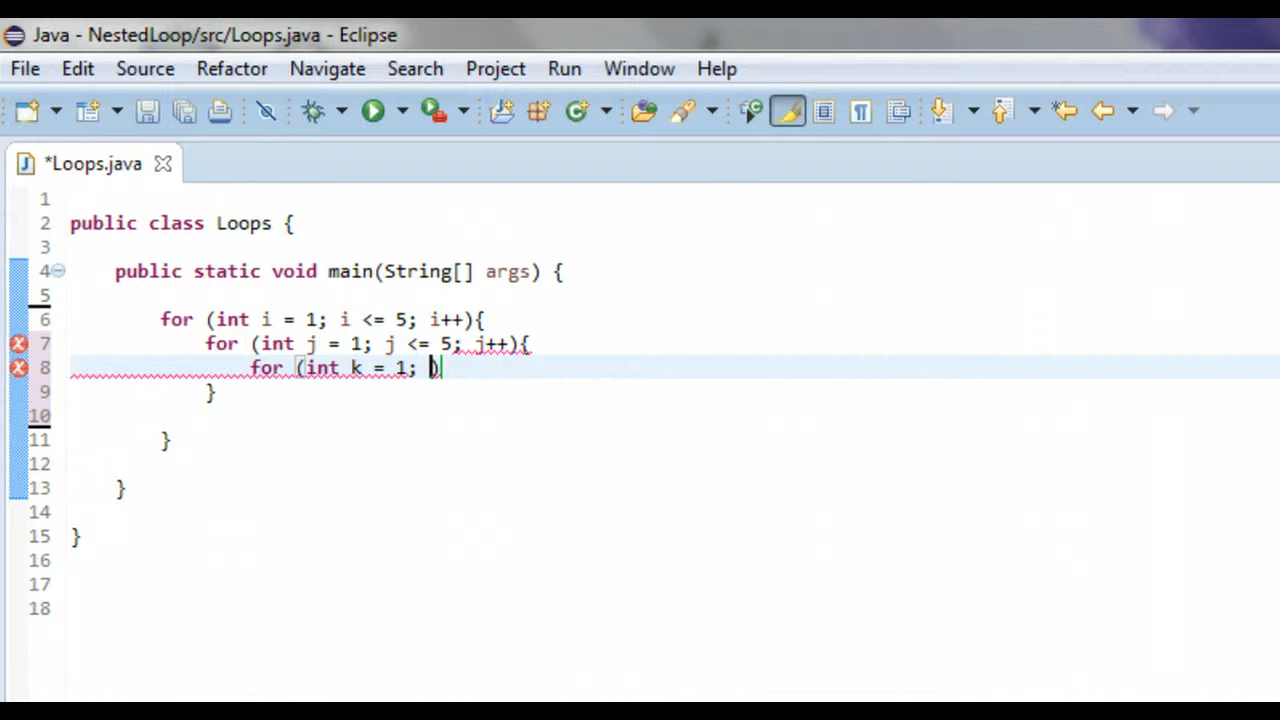 Java - NestedLoop/src/Loops.java - Eclipse
File Edit Source Refactor Navigate Search Project Run Window Help
*Loops.java
1
2 public class Loops {
3
4 public static void main(String[] args) {
5
6 for (int i = 1; i <= 5; i++){
7 for (int j = 1; j <= 5; j++){
8 for (int k = 1; )
9 }
10
11 }
12
13 }
14
15 }
16
17
18